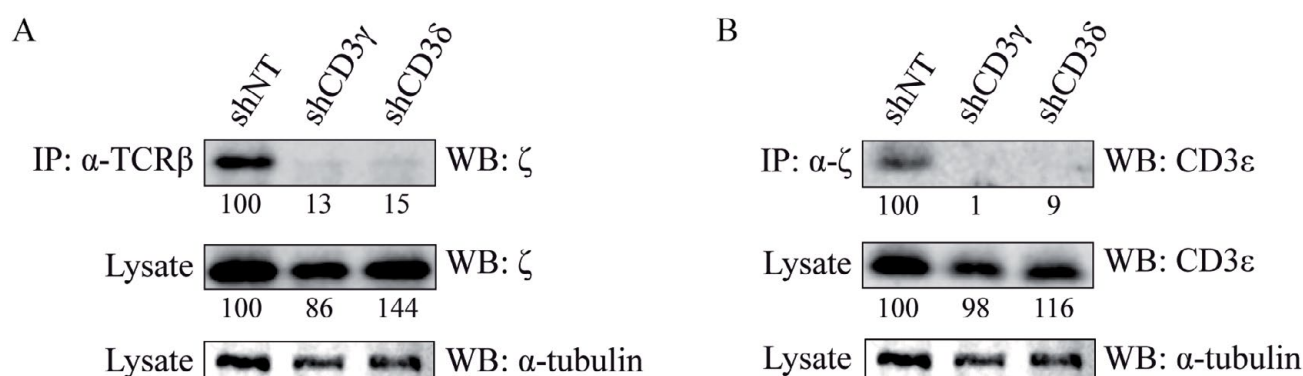 A
shNT shCD3γ shCD3δ
IP: α-TCRβ WB: ζ
100 13 15
Lysate WB: ζ
100 86 144
Lysate WB: α-tubulin
B
shNT shCD3γ shCD3δ
IP: α-ζ WB: CD3ε
100 1 9
Lysate WB: CD3ε
100 98 116
Lysate WB: α-tubulin